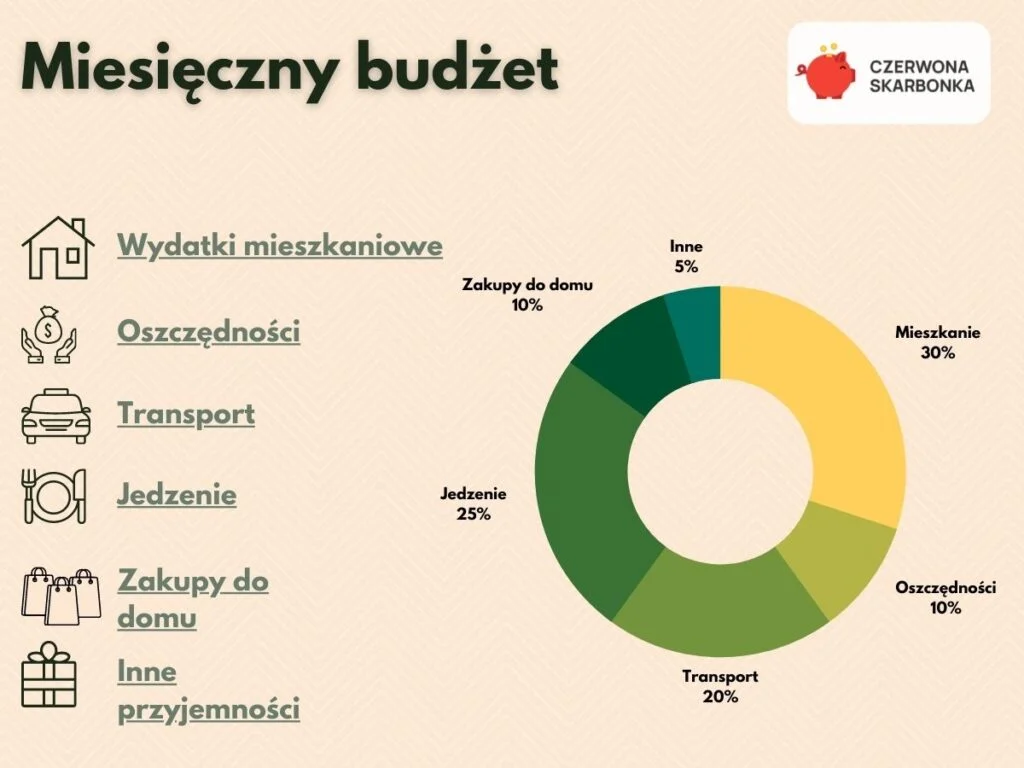 Miesięczny budżet
CZERWONA
SKARBONKA
Wydatki mieszkaniowe
Oszczędności
Transport
Jedzenie
Zakupy do
domu
Inne
przyjemności
Inne
5%
Zakupy do domu
10%
Mieszkanie
30%
Jedzenie
25%
Oszczędności
10%
Transport
20%
$